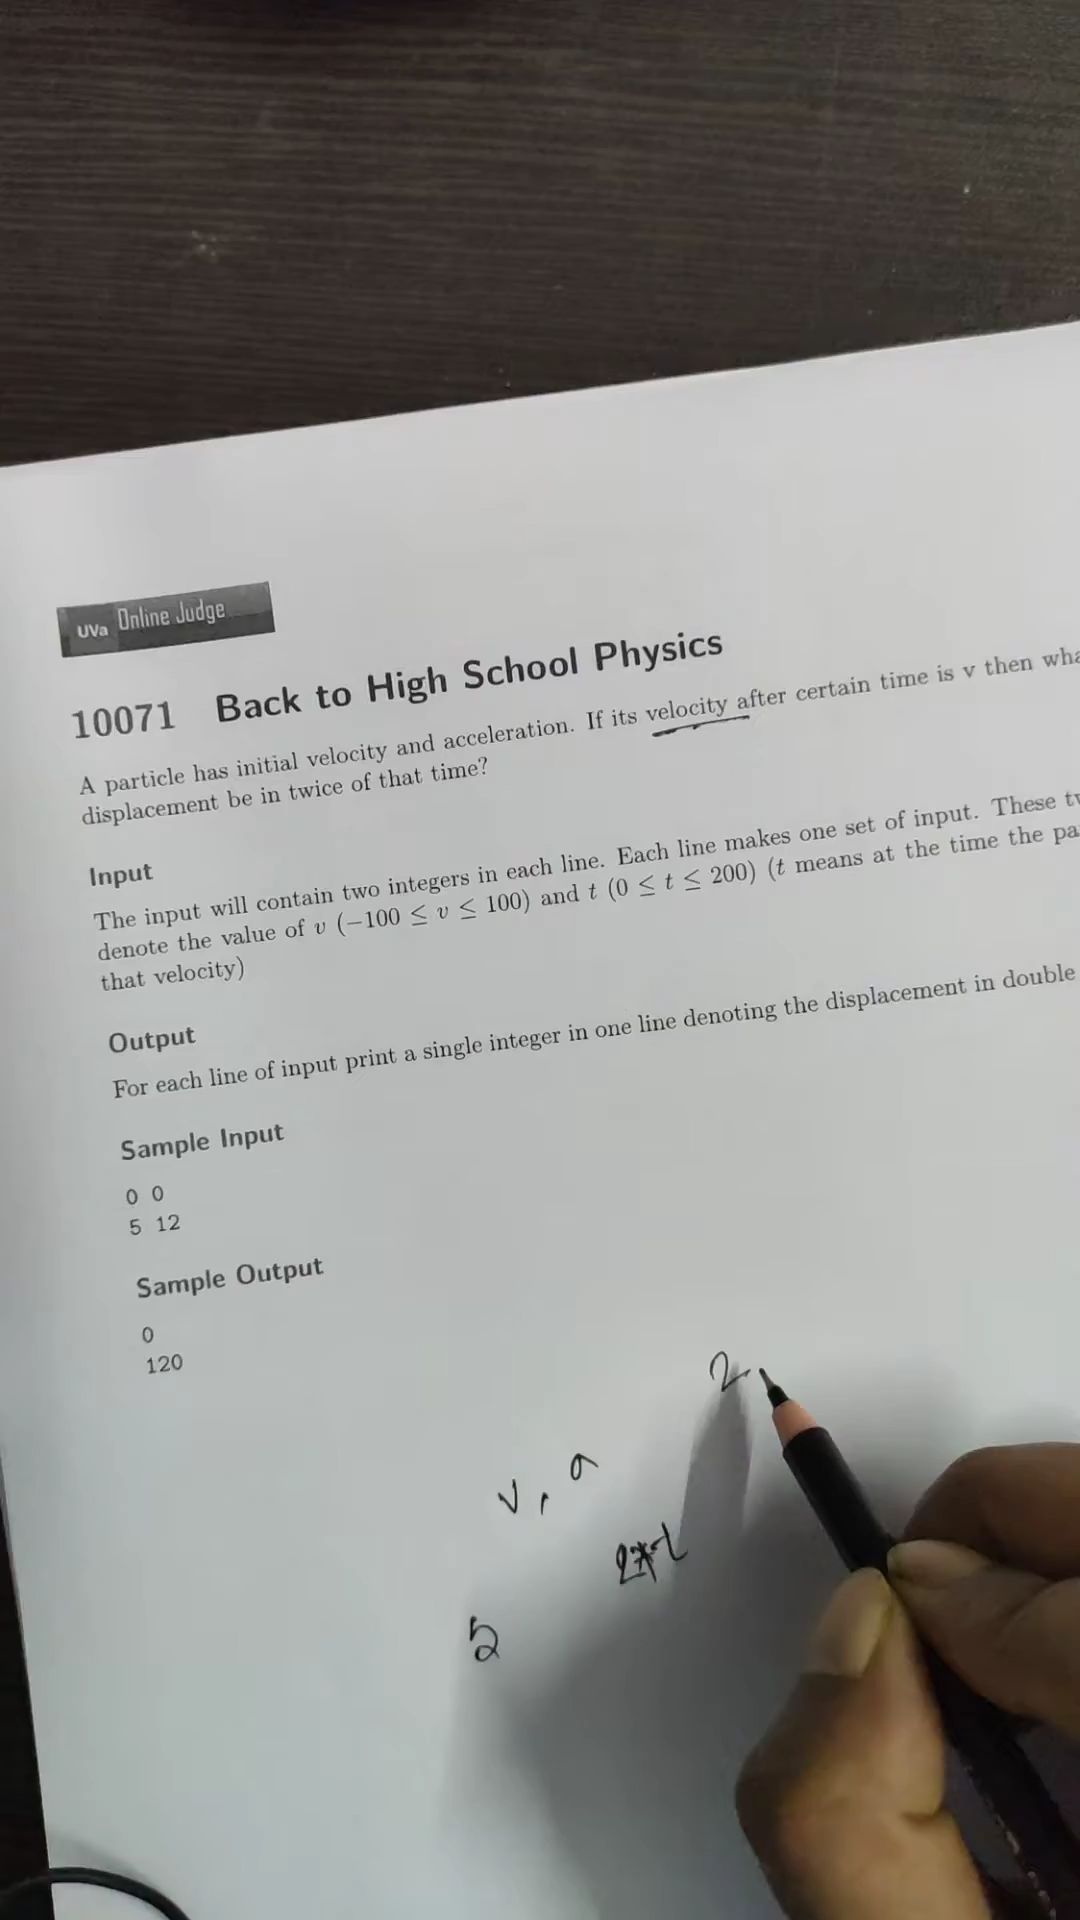 UVa Online Judge
10071 Back to High School Physics
A particle has initial velocity and acceleration. If its velocity after certain time is v then wha
displacement be in twice of that time?
Input
The input will contain two integers in each line. Each line makes one set of input. These tw
denote the value of v (−100 ≤ v ≤ 100) and t (0 ≤ t ≤ 200) (t means at the time the pa
that velocity)
Output
For each line of input print a single integer in one line denoting the displacement in double
Sample Input
0 0
5 12
Sample Output
0
120
2
v, a
5